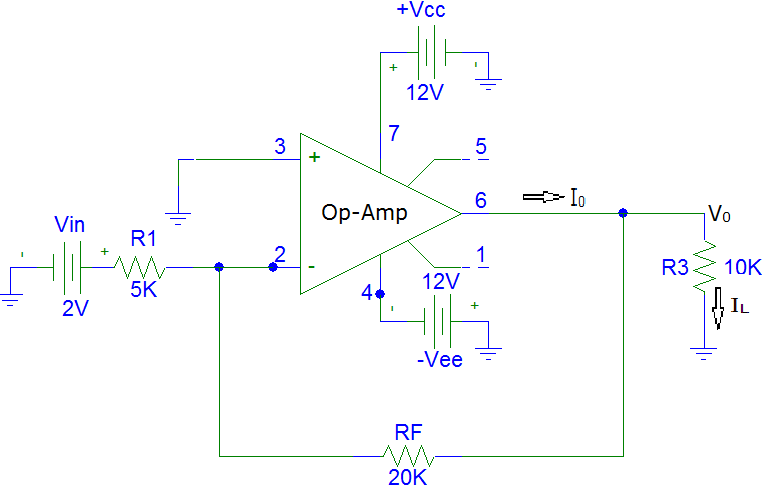 +Vcc
+ -
12V
7
3
5
+
Op-Amp
6
I0
V0
Vin
- +
R1
2
-
1
R3
10K
5K
2V
4
12V
- +
IL
-Vee
RF
20K